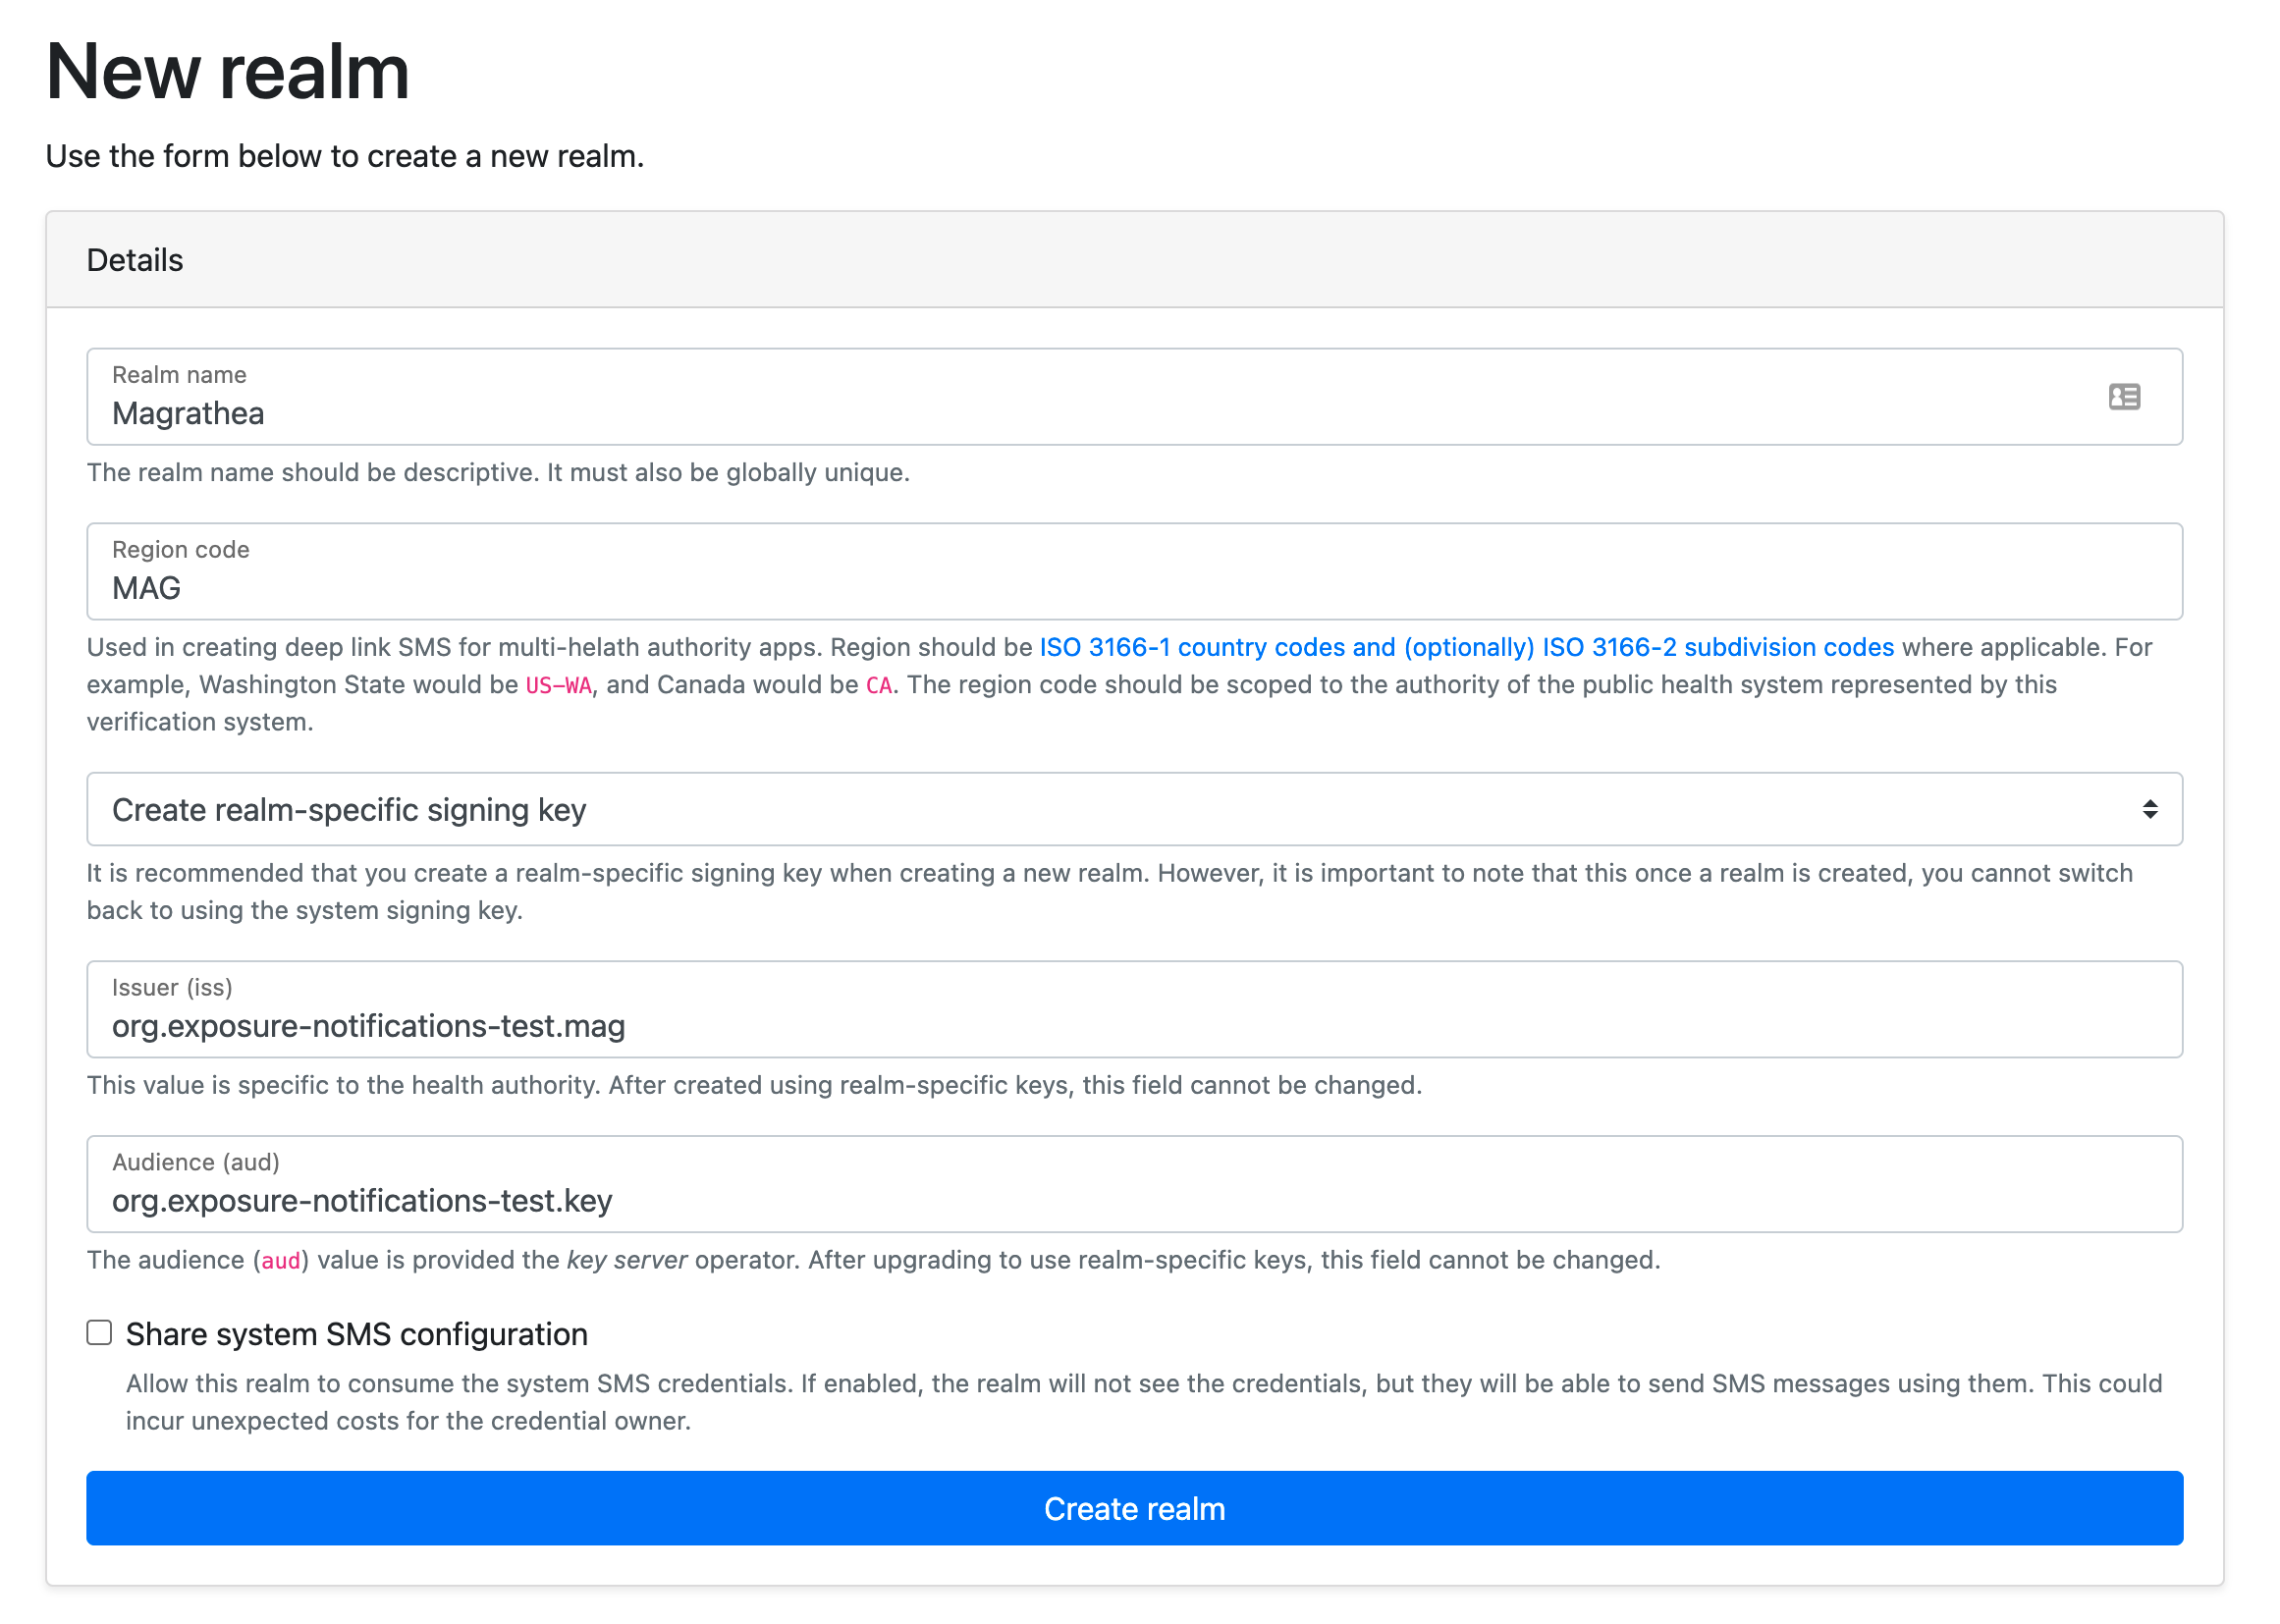 New realm
Use the form below to create a new realm.
Details
Realm name
Magrathea
The realm name should be descriptive. It must also be globally unique.
Region code
MAG
Used in creating deep link SMS for multi-helath authority apps. Region should be ISO 3166-1 country codes and (optionally) ISO 3166-2 subdivision codes where applicable. For
example, Washington State would be US-WA, and Canada would be CA. The region code should be scoped to the authority of the public health system represented by this
verification system.
Create realm-specific signing key
It is recommended that you create a realm-specific signing key when creating a new realm. However, it is important to note that this once a realm is created, you cannot switch
back to using the system signing key.
Issuer (iss)
org.exposure-notifications-test.mag
This value is specific to the health authority. After created using realm-specific keys, this field cannot be changed.
Audience (aud)
org.exposure-notifications-test.key
The audience (aud) value is provided the key server operator. After upgrading to use realm-specific keys, this field cannot be changed.
Share system SMS configuration
Allow this realm to consume the system SMS credentials. If enabled, the realm will not see the credentials, but they will be able to send SMS messages using them. This could
incur unexpected costs for the credential owner.
Create realm